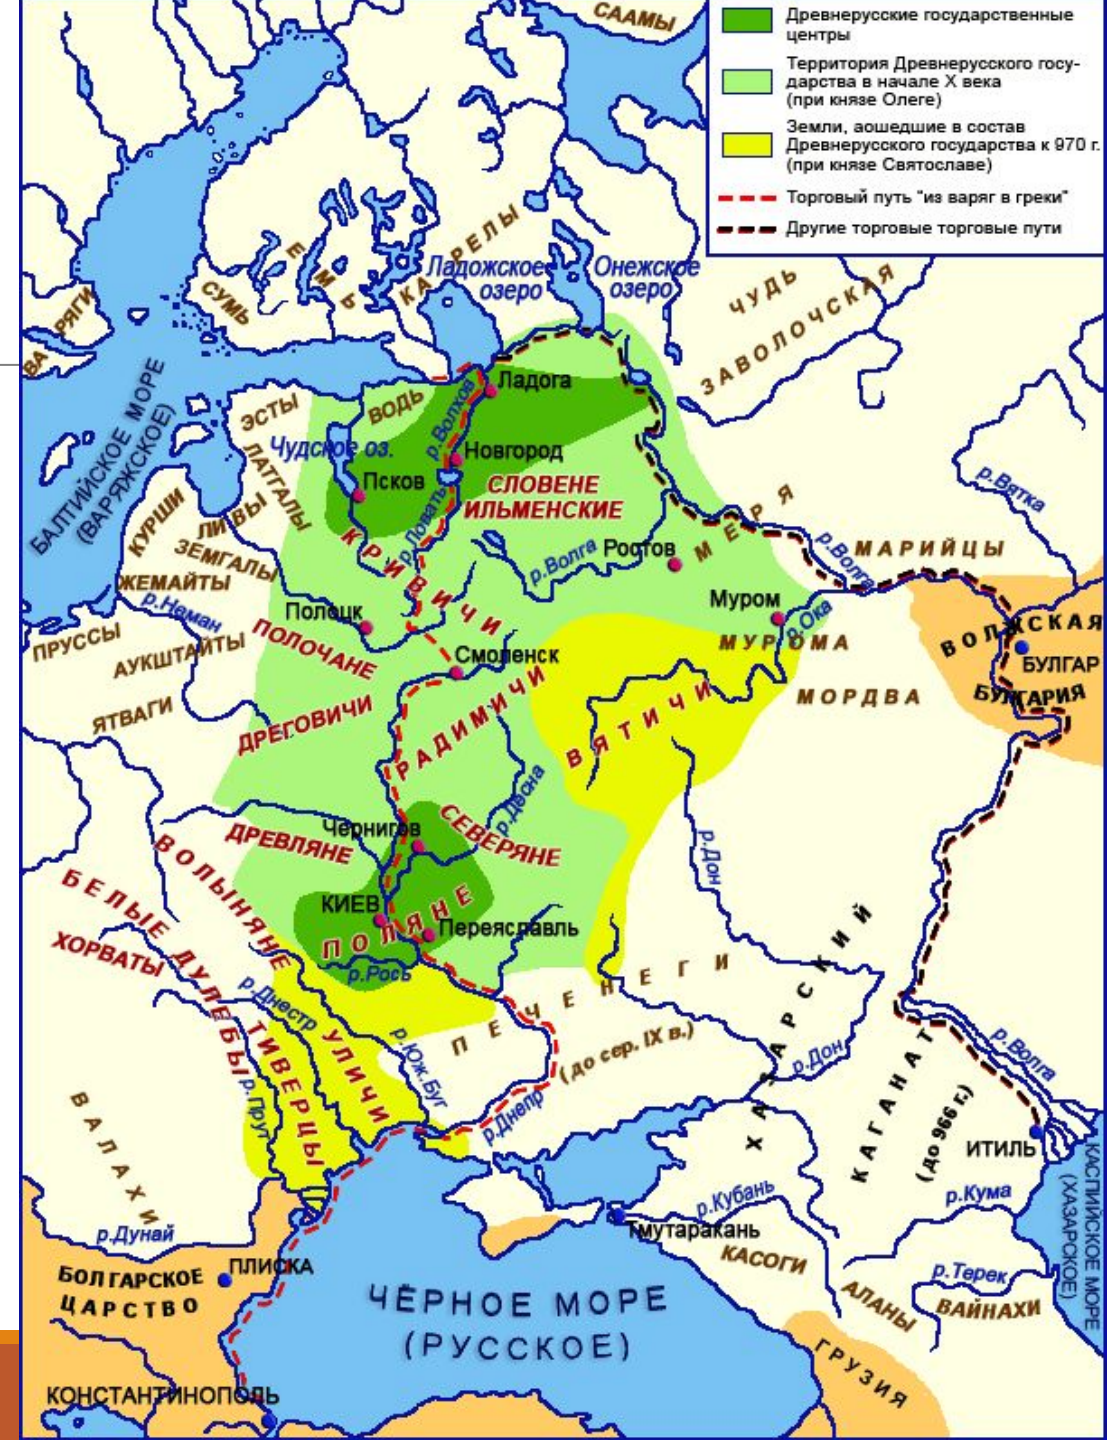 СААМЫ
Древнерусские государственные
центры
Территория Древнерусского госу-
дарства в начале X века
(при князе Олеге)
Земли, аошедшие в состав
Древнерусского государства к 970 г.
(при князе Святославе)
Торговый путь "из варяг в греки"
Другие торговые торговые пути
КАРЕЛЫ
ЕМЬ
СУМЬ
ВАРЯГИ
Ладожское
озеро
Онежское
озеро
ЧУДЬ
ЗАВОЛОЧСКАЯ
БАЛТИЙСКОЕ МОРЕ
(ВАРЯЖСКОЕ)
Ладога
ВОДЬ
р.Волхов
ЭСТЫ
Чудское оз.
Новгород
Псков
СЛОВЕНЕ
ИЛЬМЕНСКИЕ
ЛАТГАЛЫ
КУРШИ
ЛИВЫ
ЗЕМГАЛЫ
ЖЕМАЙТЫ
р.Ловать
КРИВИЧИ
р.Волга
Ростов
МЕРЯ
р.Вятка
р.Волга
МАРИЙЦЫ
р.Неман
Полоцк
Муром
р.Ока
МУРОМА
ПРУССЫ
АУКШТАЙТЫ
ПОЛОЧАНЕ
Смоленск
ВОЛЖСКАЯ
БУЛГАР
БУЛГАРИЯ
МОРДВА
ЯТВАГИ
ДРЕГОВИЧИ
РАДИМИЧИ
ВЯТИЧИ
р.Десна
Чернигов
СЕВЕРЯНЕ
ДРЕВЛЯНЕ
ВОЛЫНЯНЕ
р.Дон
БЕЛЫЕ
ХОРВАТЫ
ДУЛЕБЫ
КИЕВ
ПОЛЯНЕ
Переяславль
р.Рось
р.Днестр
ПЕЧЕНЕГИ
(до сер. IX в.)
ХАЗАРСКИЙ
КАГАНАТ
(до 966 г.)
УЛИЧИ
ТИВЕРЦЫ
р.Юж.Буг
р.Прут
р.Днепр
р.Дон
р.Волга
ВАЛАХИ
ИТИЛЬ
КАСПИЙСКОЕ МОРЕ
(ХАЗАРСКОЕ)
р.Кубань
р.Кума
Тмутаракань
р.Дунай
КАСОГИ
ПЛИСКА
БОЛГАРСКОЕ
ЦАРСТВО
ЧЁРНОЕ МОРЕ
(РУССКОЕ)
р.Терек
АЛАНЫ
ВАЙНАХИ
ГРУЗИЯ
КОНСТАНТИНОПОЛЬ